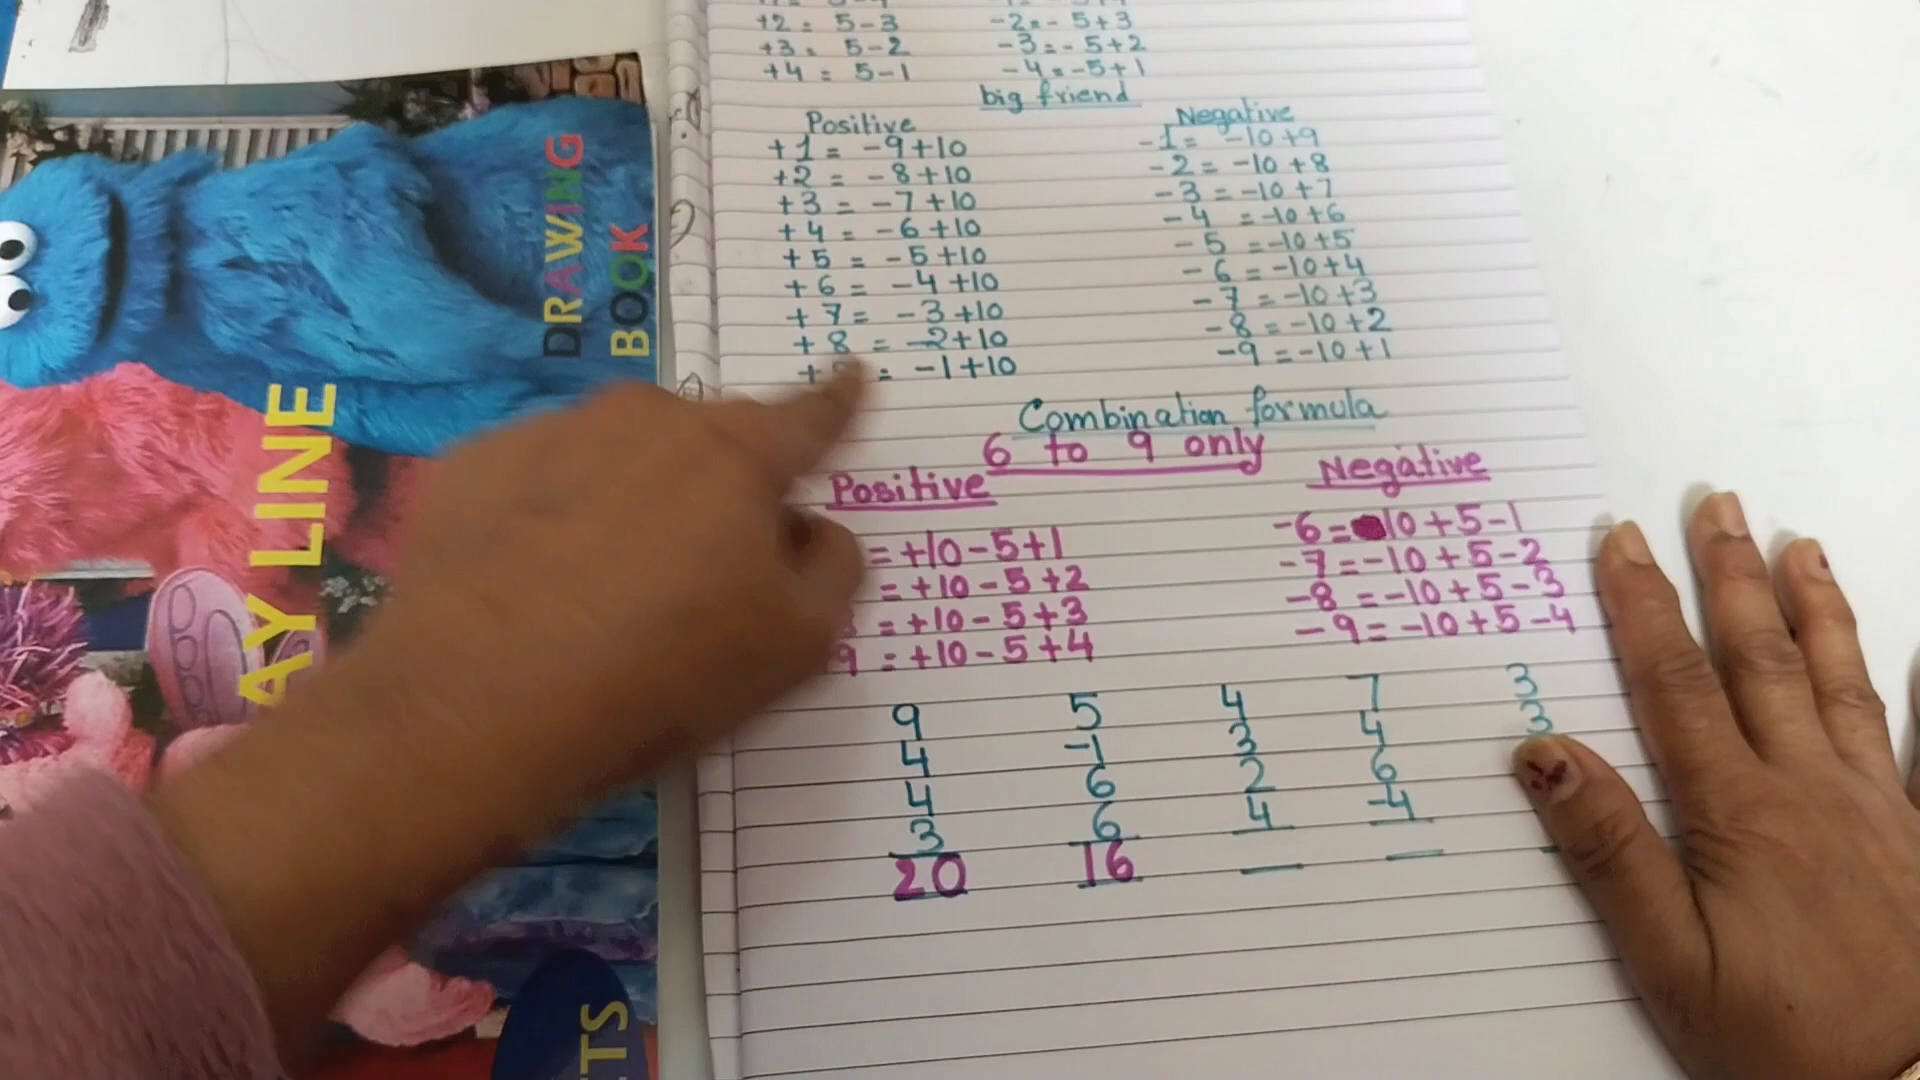 +2 = 5-3
-2 = -5+3
+3 = 5-2
-3 = -5+2
+4 = 5-1
-4 = -5+1
big friend
Positive
Negative
+1 = -9+10
-1 = -10+9
+2 = -8+10
-2 = -10+8
+3 = -7+10
-3 = -10+7
+4 = -6+10
-4 = -10+6
+5 = -5+10
-5 = -10+5
+6 = -4+10
-6 = -10+4
+7 = -3+10
-7 = -10+3
+8 = -2+10
-8 = -10+2
= -1+10
-9 = -10+1
Combination formula
6 to 9 only
Positive
Negative
= +10-5+1
-6 = 10+5-1
= +10-5+2
-7 = -10+5-2
= +10-5+3
-8 = -10+5-3
9 = +10-5+4
-9 = -10+5-4
9 5 4 7 3
4 -1 3 4 3
4 6 2 6
3 6 4 -4
20 16
DRAWING
BOOK
AY LINE